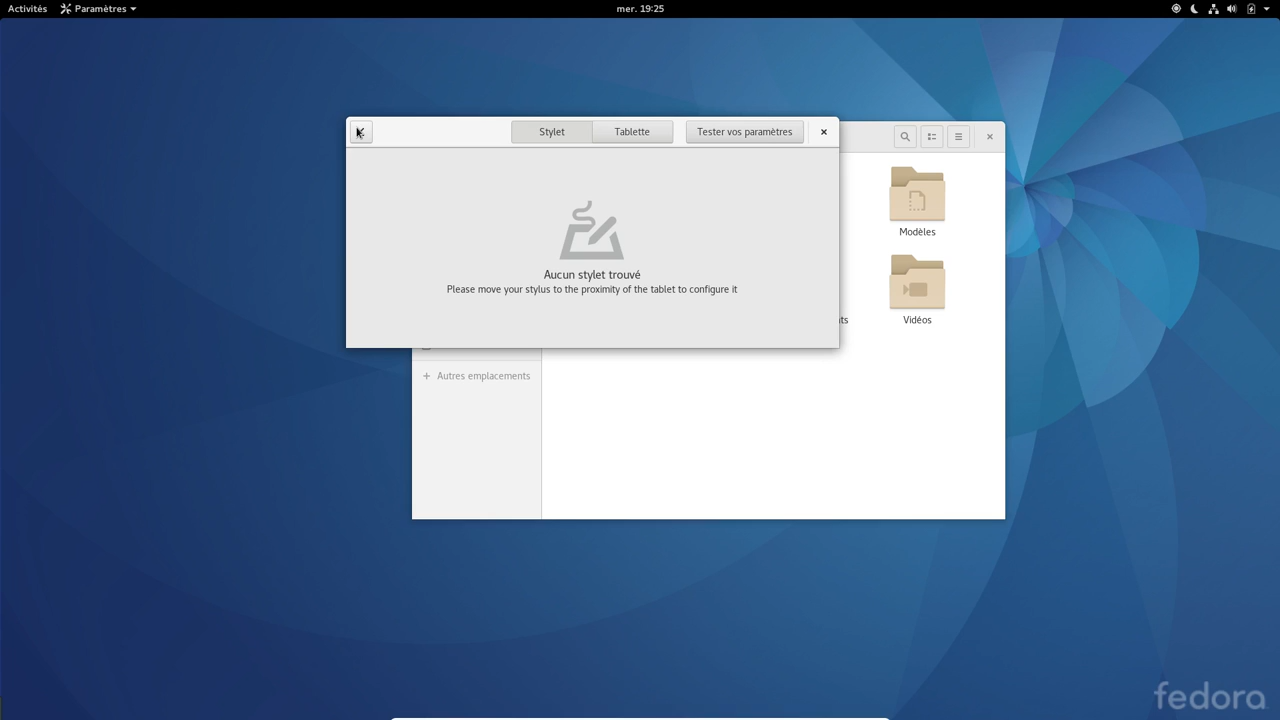 Activités
Paramètres
mer. 19:25
Stylet
Tablette
Tester vos paramètres
Aucun stylet trouvé
Please move your stylus to the proximity of the tablet to configure it
Modèles
Vidéos
Autres emplacements
fedora